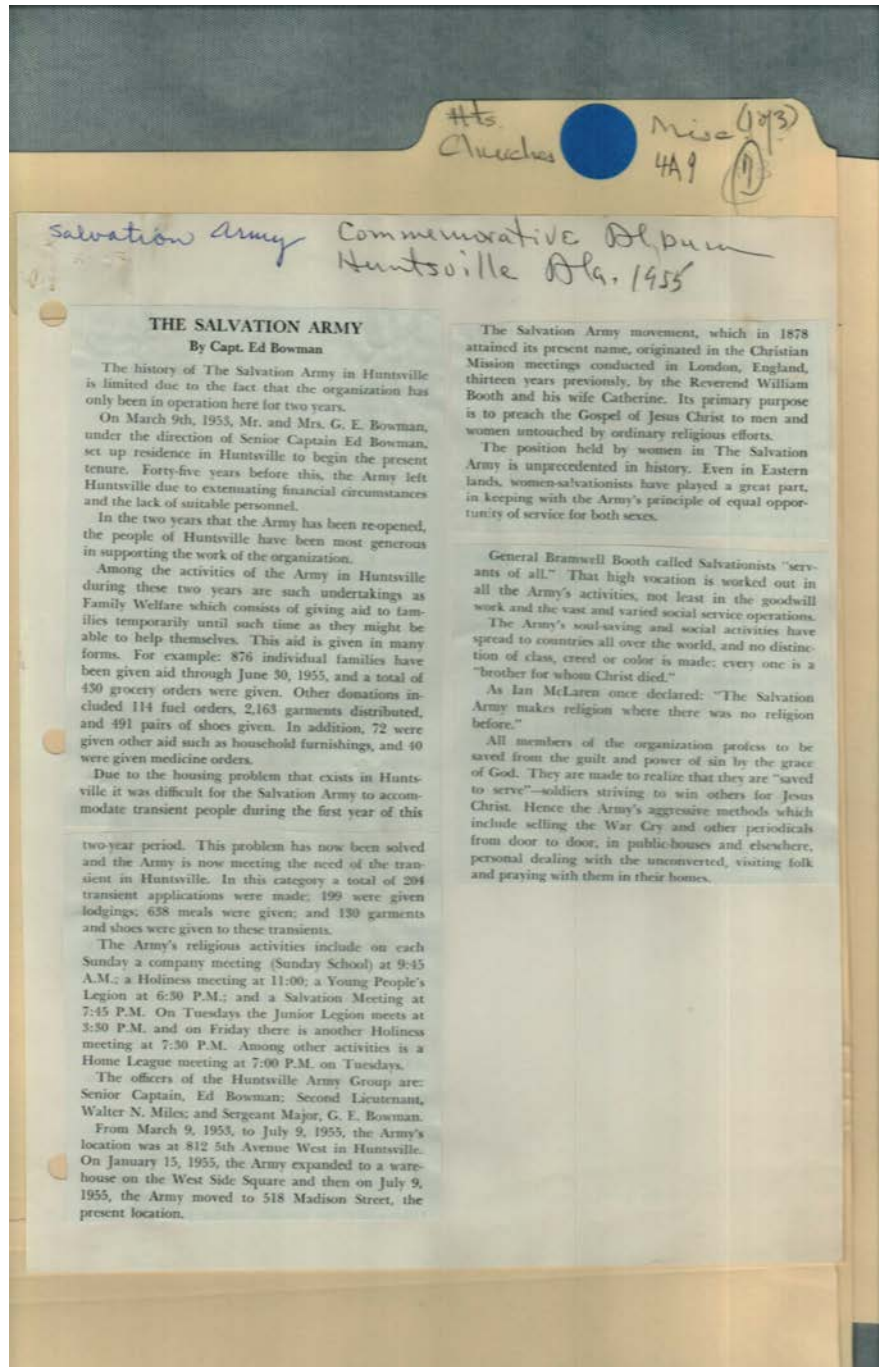 Hts.
Churches
Misc (1 of 3)
4A9
Salvation Army
Commemorative Album
Huntsville Ala. 1955
THE SALVATION ARMY
By Capt. Ed Bowman
The history of The Salvation Army in Huntsville
is limited due to the fact that the organization has
only been in operation here for two years.
On March 9th, 1953, Mr. and Mrs. G. E. Bowman,
under the direction of Senior Captain Ed Bowman,
set up residence in Huntsville to begin the present
tenure. Forty-five years before this, the Army left
Huntsville due to extenuating financial circumstances
and the lack of suitable personnel.
In the two years that the Army has been re-opened,
the people of Huntsville have been most generous
in supporting the work of the organization.
Among the activities of the Army in Huntsville
during these two years are such undertakings as
Family Welfare which consists of giving aid to fam-
ilies temporarily until such time as they might be
able to help themselves. This aid is given in many
forms. For example: 876 individual families have
been given aid through June 30, 1955, and a total of
430 grocery orders were given. Other donations in-
cluded 114 fuel orders, 2,163 garments distributed,
and 491 pairs of shoes given. In addition, 72 were
given other aid such as household furnishings, and 40
were given medicine orders.
Due to the housing problem that exists in Hunts-
ville it was difficult for the Salvation Army to accom-
modate transient people during the first year of this
two-year period. This problem has now been solved
and the Army is now meeting the need of the tran-
sient in Huntsville. In this category a total of 204
transient applications were made; 199 were given
lodgings; 638 meals were given; and 130 garments
and shoes were given to these transients.
The Army's religious activities include on each
Sunday a company meeting (Sunday School) at 9:45
A.M.; a Holiness meeting at 11:00; a Young People's
Legion at 6:30 P.M.; and a Salvation Meeting at
7:45 P.M. On Tuesdays the Junior Legion meets at
3:30 P.M. and on Friday there is another Holiness
meeting at 7:30 P.M. Among other activities is a
Home League meeting at 7:00 P.M. on Tuesdays.
The officers of the Huntsville Army Group are:
Senior Captain, Ed Bowman; Second Lieutenant,
Walter N. Miles; and Sergeant Major, G. E. Bowman.
From March 9, 1953, to July 9, 1955, the Army's
location was at 812 5th Avenue West in Huntsville.
On January 15, 1955, the Army expanded to a ware-
house on the West Side Square and then on July 9,
1955, the Army moved to 518 Madison Street, the
present location.
The Salvation Army movement, which in 1878
attained its present name, originated in the Christian
Mission meetings conducted in London, England,
thirteen years previously, by the Reverend William
Booth and his wife Catherine. Its primary purpose
is to preach the Gospel of Jesus Christ to men and
women untouched by ordinary religious efforts.
The position held by women in The Salvation
Army is unprecedented in history. Even in Eastern
lands, women-salvationists have played a great part,
in keeping with the Army's principle of equal oppor-
tunity of service for both sexes.
General Bramwell Booth called Salvationists "serv-
ants of all." That high vocation is worked out in
all the Army's activities, not least in the goodwill
work and the vast and varied social service operations.
The Army's soul-saving and social activities have
spread to countries all over the world, and no distinc-
tion of class, creed or color is made; every one is a
"brother for whom Christ died."
As Ian McLaren once declared: "The Salvation
Army makes religion where there was no religion
before."
All members of the organization profess to be
saved from the guilt and power of sin by the grace
of God. They are made to realize that they are "saved
to serve"—soldiers striving to win others for Jesus
Christ. Hence the Army's aggressive methods which
include selling the War Cry and other periodicals
from door to door, in public-houses and elsewhere,
personal dealing with the unconverted, visiting folk
and praying with them in their homes.